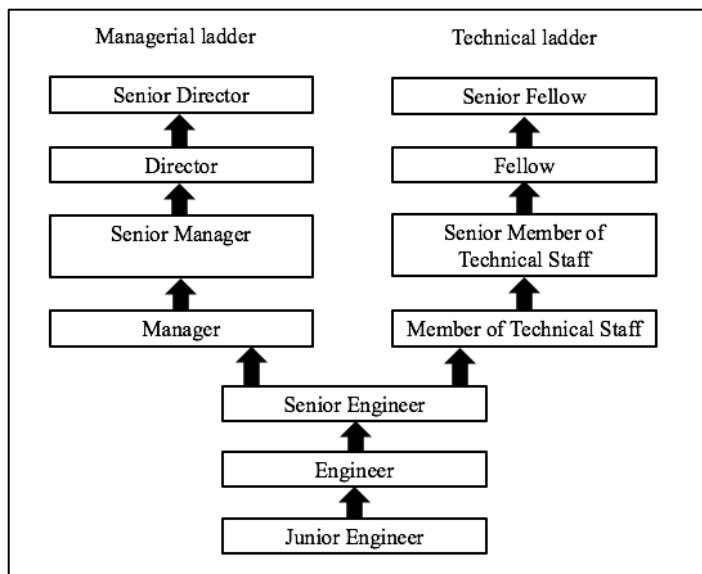 Managerial ladder
Technical ladder
Senior Director
Senior Fellow
Director
Fellow
Senior Manager
Senior Member of
Technical Staff
Manager
Member of Technical Staff
Senior Engineer
Engineer
Junior Engineer